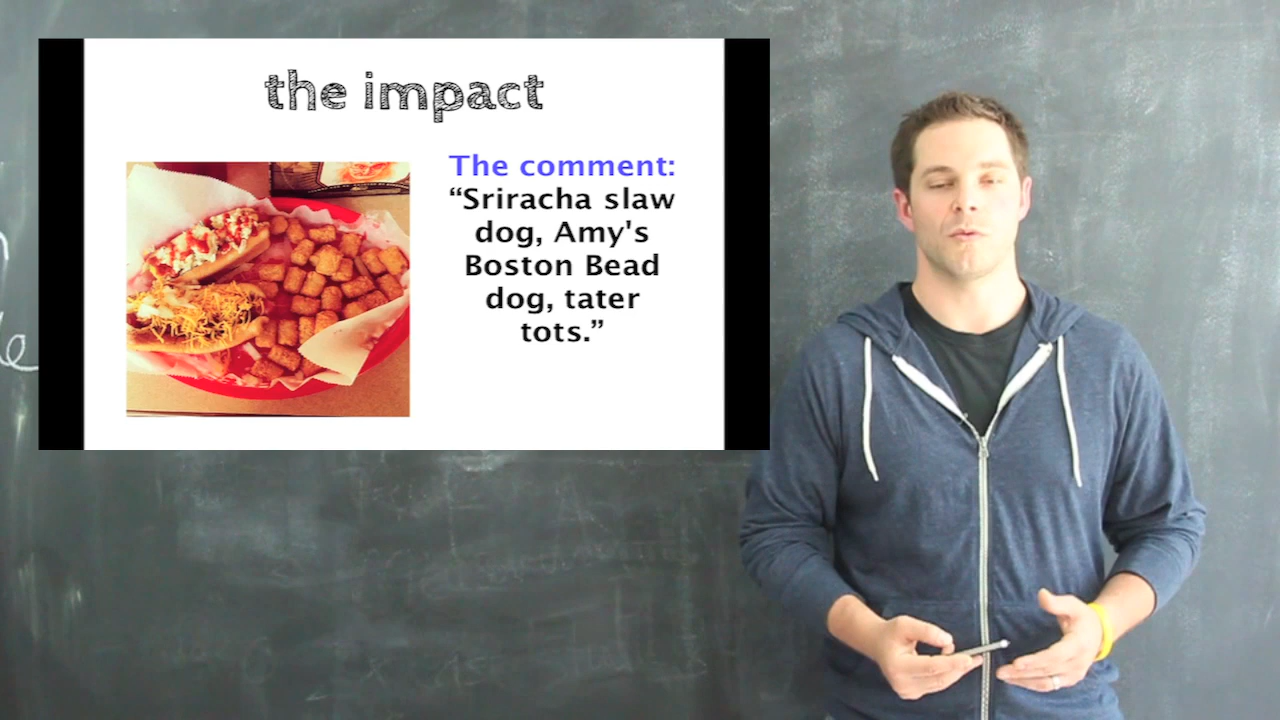 the impact
The comment:
“Sriracha slaw
dog, Amy's
Boston Bead
dog, tater
tots.”